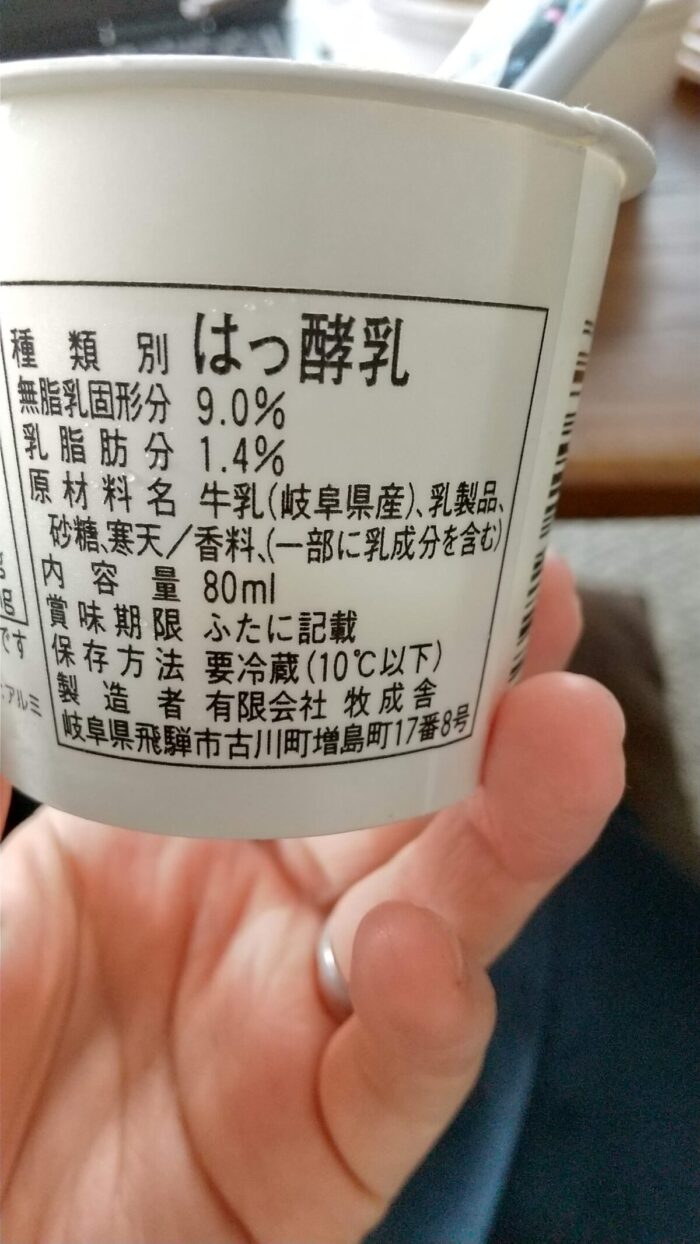 種類別 はっ酵乳
無脂乳固形分 9.0%
乳脂肪分 1.4%
原材料名 牛乳(岐阜県産)、乳製品、
砂糖、寒天/香料、(一部に乳成分を含む)
内容量 80ml
賞味期限 ふたに記載
保存方法 要冷蔵(10℃以下)
製造者 有限会社 牧成舎
岐阜県飛騨市古川町増島町17番8号
です
アルミ